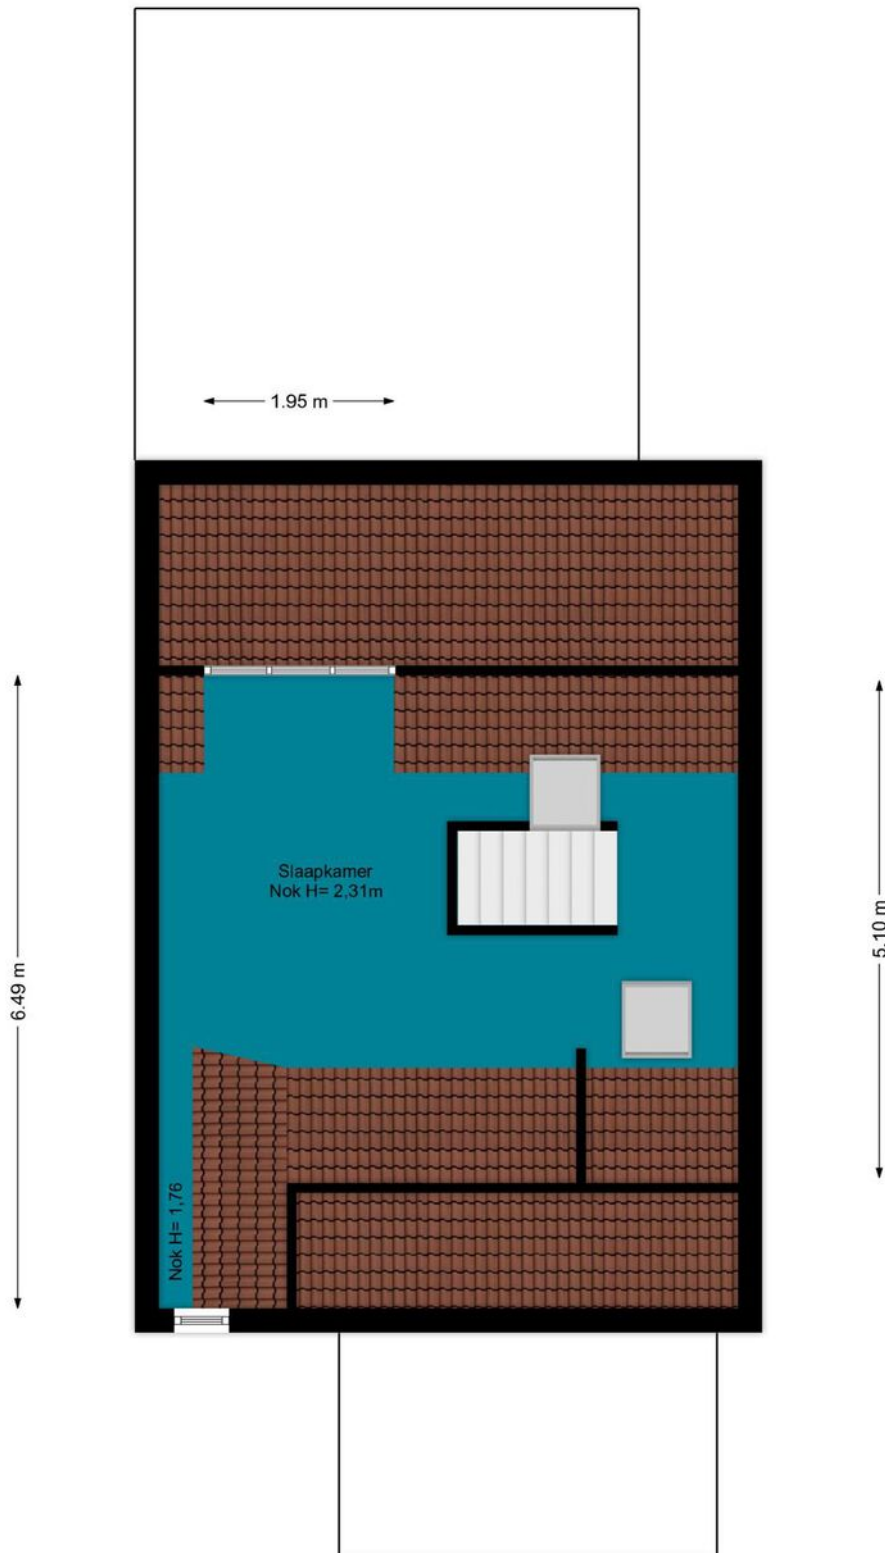 1.95 m
Slaapkamer
Nok H= 2,31m
5.10 m
6.49 m
Nok H= 1,76